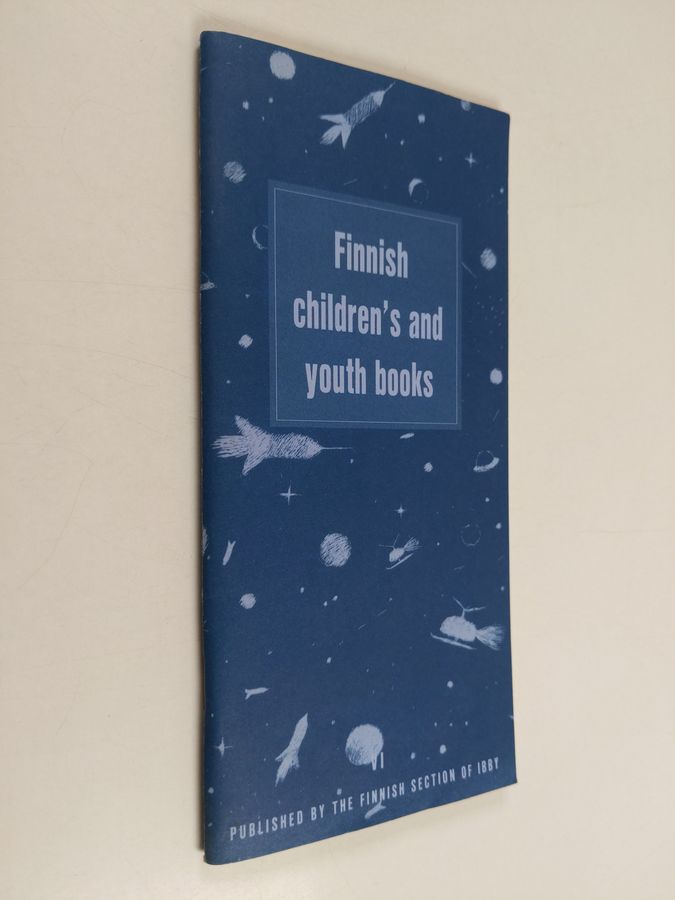 Finnish
children's and
youth books
VI
PUBLISHED BY THE FINNISH SECTION OF IBBY